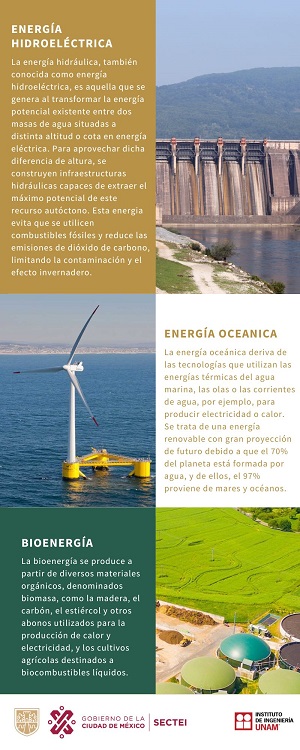 ENERGÍA
HIDROELÉCTRICA
La energía hidráulica, también
conocida como energía
hidroeléctrica, es aquella que se
genera al transformar la energía
potencial existente entre dos
masas de agua situadas a
distinta altitud o cota en energía
eléctrica. Para aprovechar dicha
diferencia de altura, se
construyen infraestructuras
hidráulicas capaces de extraer el
máximo potencial de este
recurso autóctono. Esta energia
evita que se utilicen
combustibles fósiles y reduce las
emisiones de dióxido de carbono,
limitando la contaminación y el
efecto invernadero.
ENERGÍA OCEANICA
La energía oceánica deriva de
las tecnologías que utilizan las
energías térmicas del agua
marina, las olas o las corrientes
de agua, por ejemplo, para
producir electricidad o calor.
Se trata de una energía
renovable con gran proyección
de futuro debido a que el 70%
del planeta está formada por
agua, y de ellos, el 97%
proviene de mares y océanos.
BIOENERGÍA
La bioenergía se produce a
partir de diversos materiales
orgánicos, denominados
biomasa, como la madera, el
carbón, el estiércol y otros
abonos utilizados para la
producción de calor y
electricidad, y los cultivos
agrícolas destinados a
biocombustibles líquidos.
GOBIERNO DE LA
CIUDAD DE MÉXICO
SECTEI
INSTITUTO
DE INGENIERÍA
UNAM